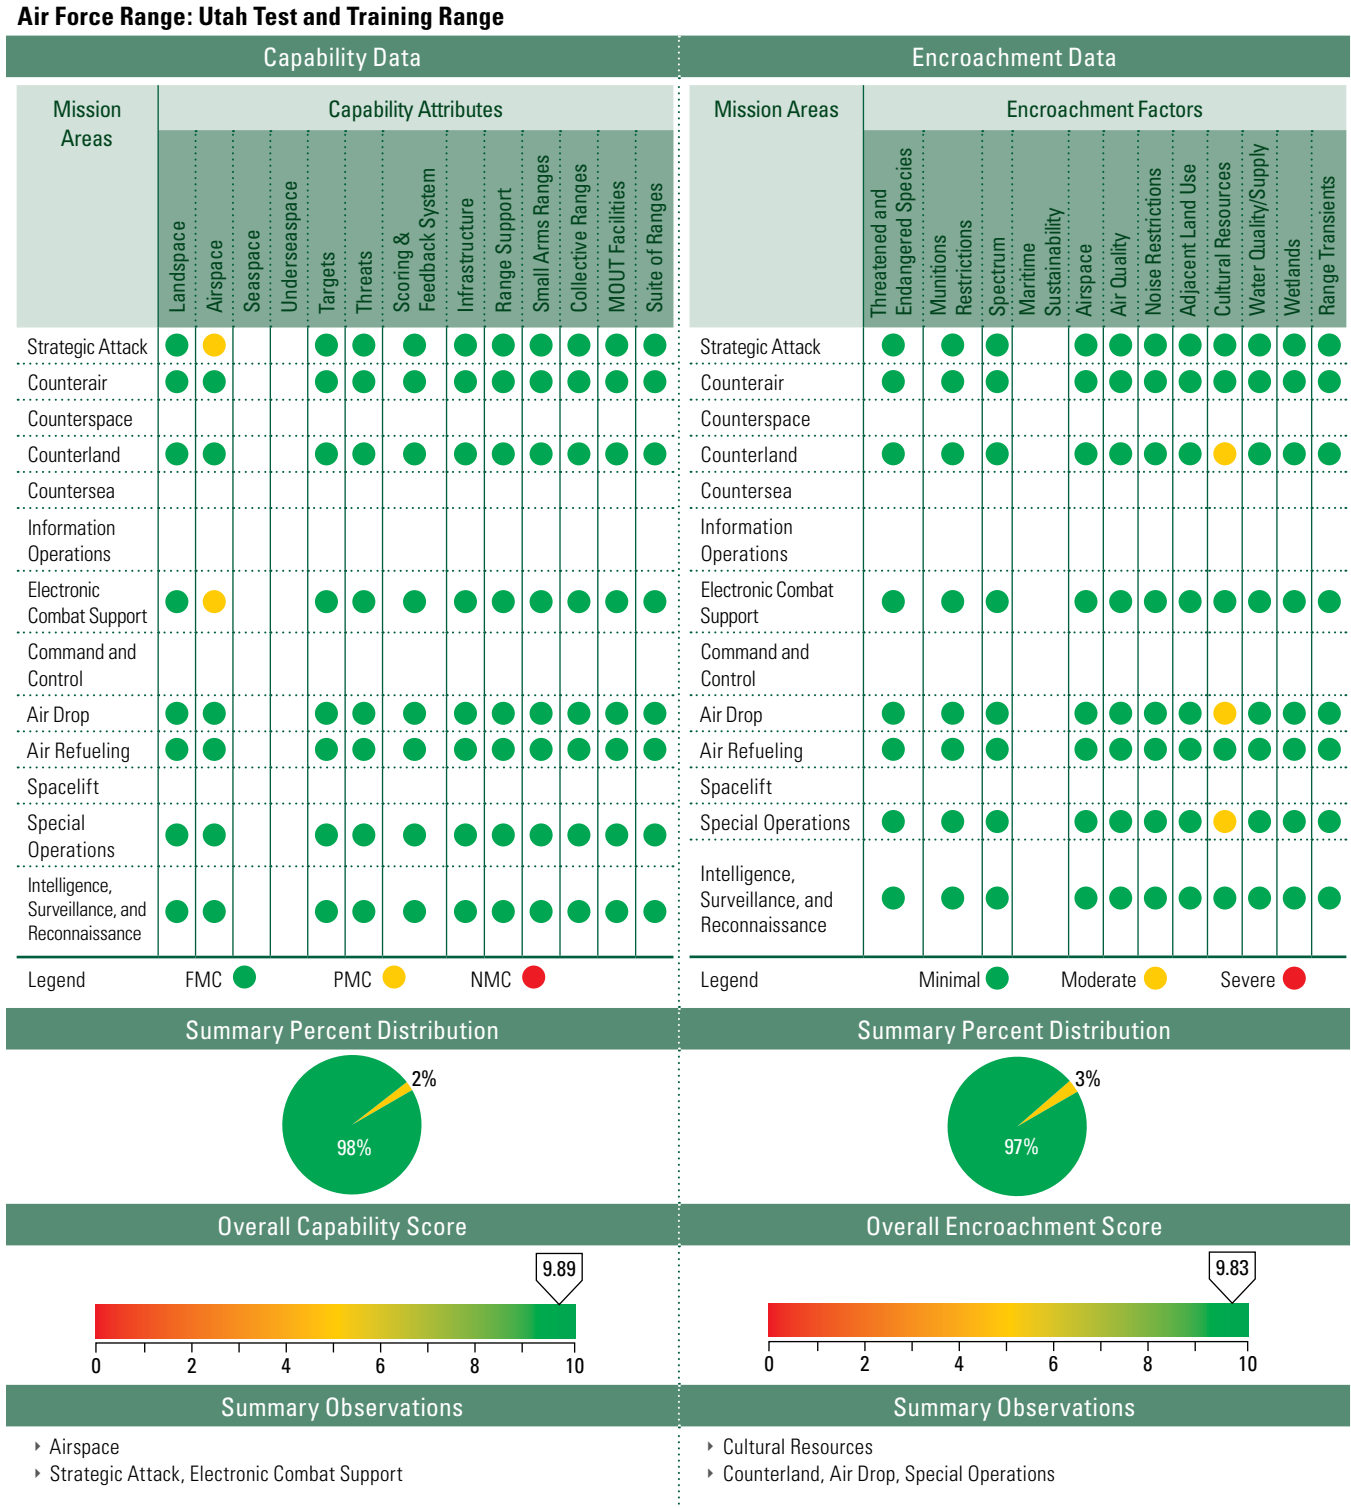 Air Force Range: Utah Test and Training Range
Capability Data
Mission
Areas
Capability Attributes
Landspace
Airspace
Seaspace
Underseaspace
Targets
Threats
Scoring &
Feedback System
Infrastructure
Range Support
Small Arms Ranges
Collective Ranges
MOUT Facilities
Suite of Ranges
Strategic Attack
Counterair
Counterspace
Counterland
Countersea
Information
Operations
Electronic
Combat Support
Command and
Control
Air Drop
Air Refueling
Spacelift
Special
Operations
Intelligence,
Surveillance, and
Reconnaissance
Legend
FMC
PMC
NMC
Summary Percent Distribution
2%
98%
Overall Capability Score
9.89
0
2
4
6
8
10
Summary Observations
Airspace
Strategic Attack, Electronic Combat Support
Encroachment Data
Mission Areas
Encroachment Factors
Threatened and
Endangered Species
Munitions
Restrictions
Spectrum
Maritime
Sustainability
Airspace
Air Quality
Noise Restrictions
Adjacent Land Use
Cultural Resources
Water Quality/Supply
Wetlands
Range Transients
Strategic Attack
Counterair
Counterspace
Counterland
Countersea
Information
Operations
Electronic Combat
Support
Command and
Control
Air Drop
Air Refueling
Spacelift
Special Operations
Intelligence,
Surveillance, and
Reconnaissance
Legend
Minimal
Moderate
Severe
Summary Percent Distribution
3%
97%
Overall Encroachment Score
9.83
0
2
4
6
8
10
Summary Observations
Cultural Resources
Counterland, Air Drop, Special Operations